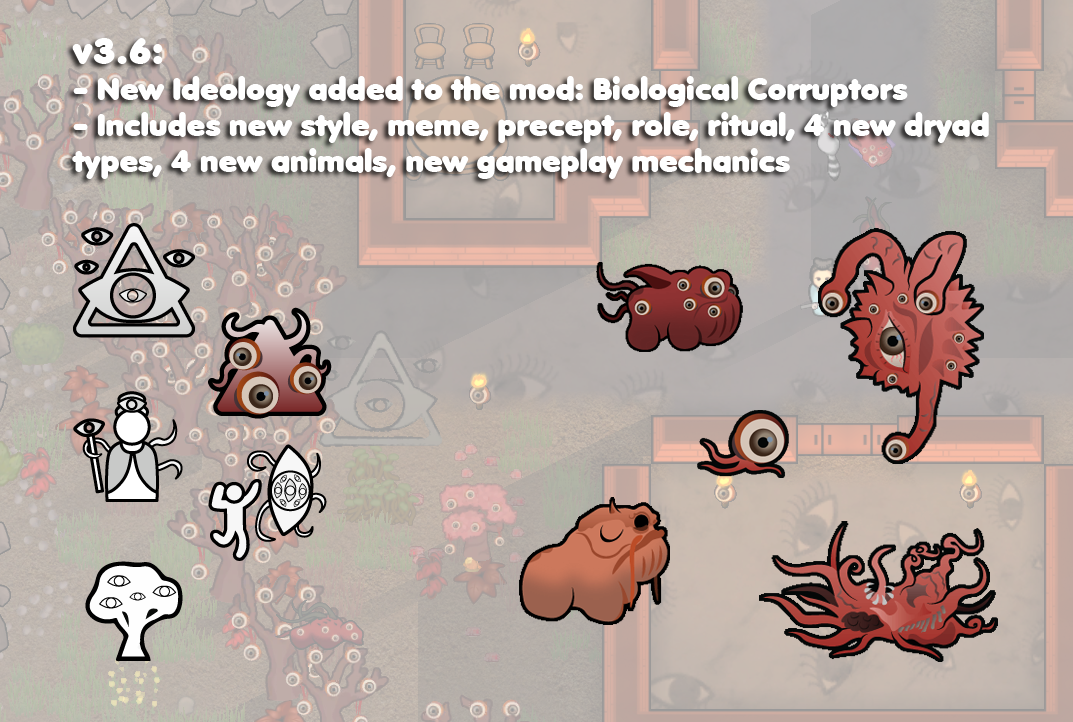 v3.6:
- New Ideology added to the mod: Biological Corruptors
- Includes new style, meme, precept, role, ritual, 4 new dryad
types, 4 new animals, new gameplay mechanics